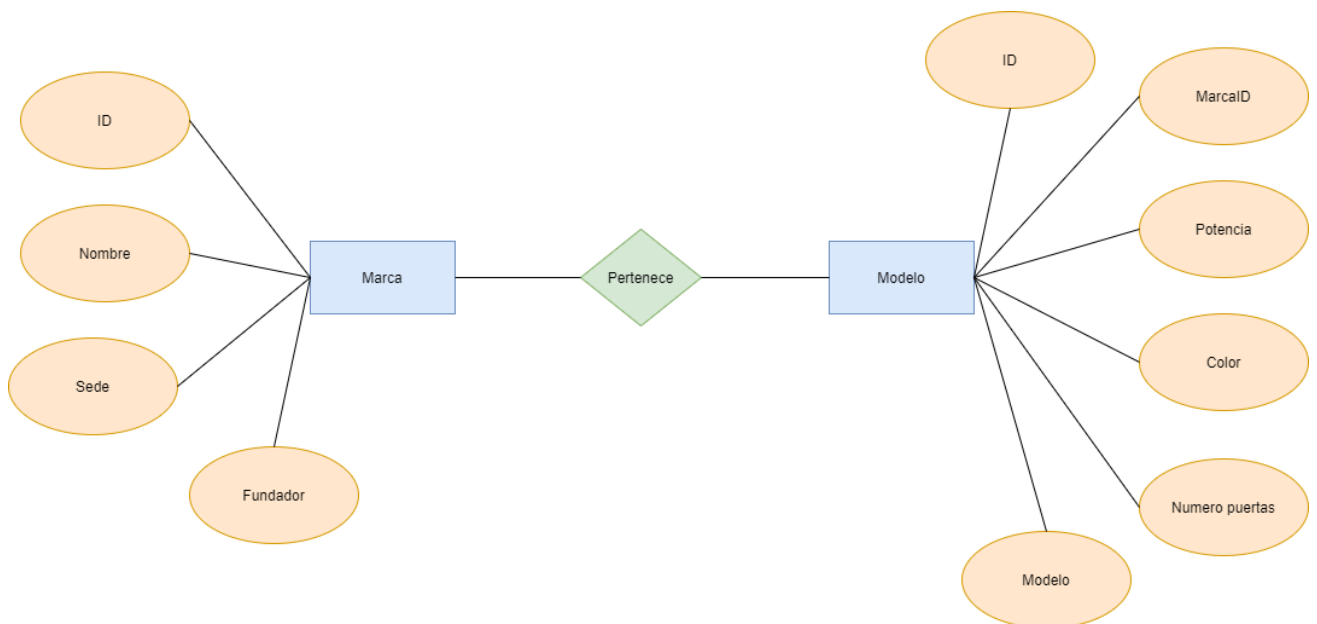 ID
Nombre
Sede
Fundador
Marca
Pertenece
Modelo
ID
MarcaID
Potencia
Color
Numero puertas
Modelo